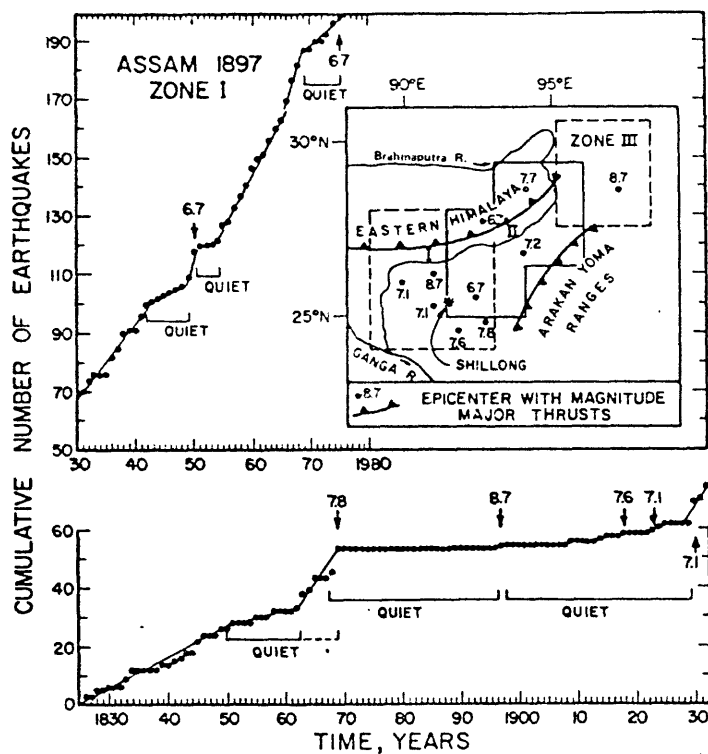 190
170
150
130
110
90
70
50
30 40 50 60 70 1980
ASSAM 1897
ZONE I
6.7
QUIET
QUIET
6.7
QUIET
90°E 95°E
30°N
25°N
Brahmaputra R.
ZONE III
7.7
8.7
EASTERN HIMALAYA
II
7.2
7.1
8.7
7.1
6.7
7.6
7.8
ARAKAN YOMA
RANGES
GANGA R.
SHILLONG
8.7
EPICENTER WITH MAGNITUDE
MAJOR THRUSTS
CUMULATIVE NUMBER OF EARTHQUAKES
60
40
20
0
7.8
8.7
7.6
7.1
7.1
QUIET
QUIET
QUIET
1830 40 50 60 70 80 90 1900 10 20 30
TIME, YEARS